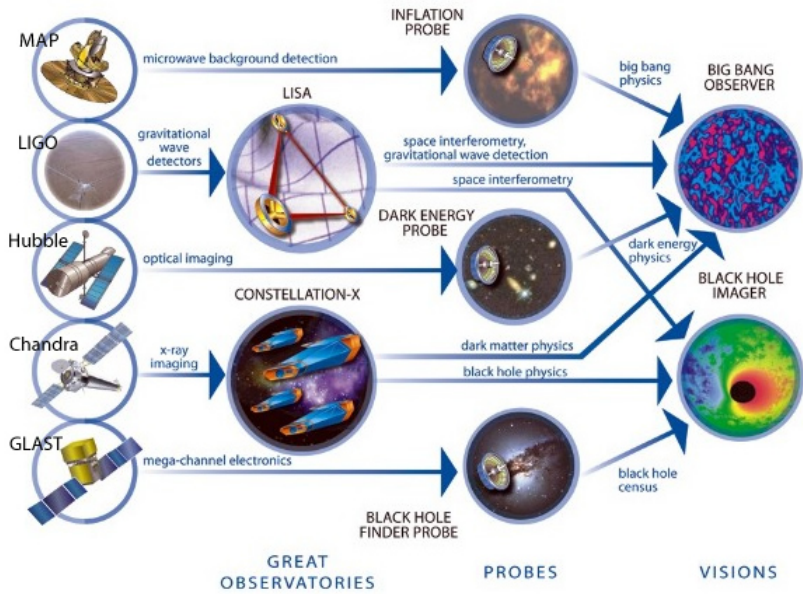 MAP
microwave background detection
INFLATION
PROBE
big bang
physics
BIG BANG
OBSERVER
LIGO
gravitational
wave
detectors
LISA
space interferometry,
gravitational wave detection
space interferometry
Hubble
optical imaging
DARK ENERGY
PROBE
dark energy
physics
BLACK HOLE
IMAGER
Chandra
x-ray
imaging
CONSTELLATION-X
dark matter physics
black hole physics
GLAST
mega-channel electronics
BLACK HOLE
FINDER PROBE
black hole
census
GREAT
OBSERVATORIES
PROBES
VISIONS